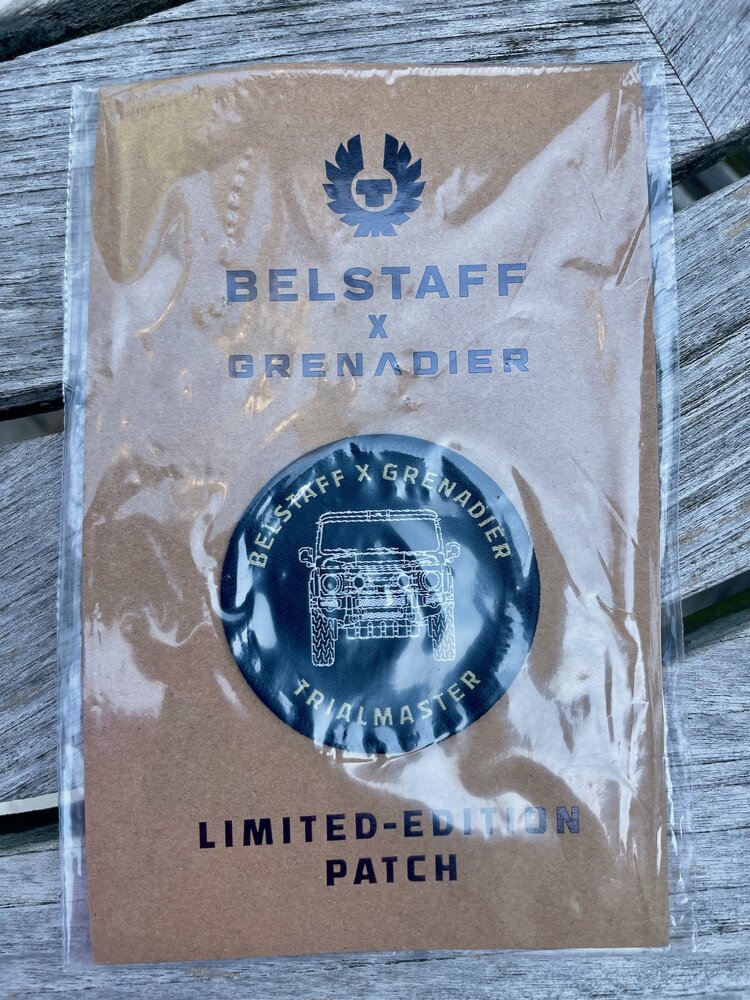 BELSTAFF
X
GRENADIER
BELSTAFF X GRENADIER
TRIALMASTER
LIMITED-EDITION
PATCH